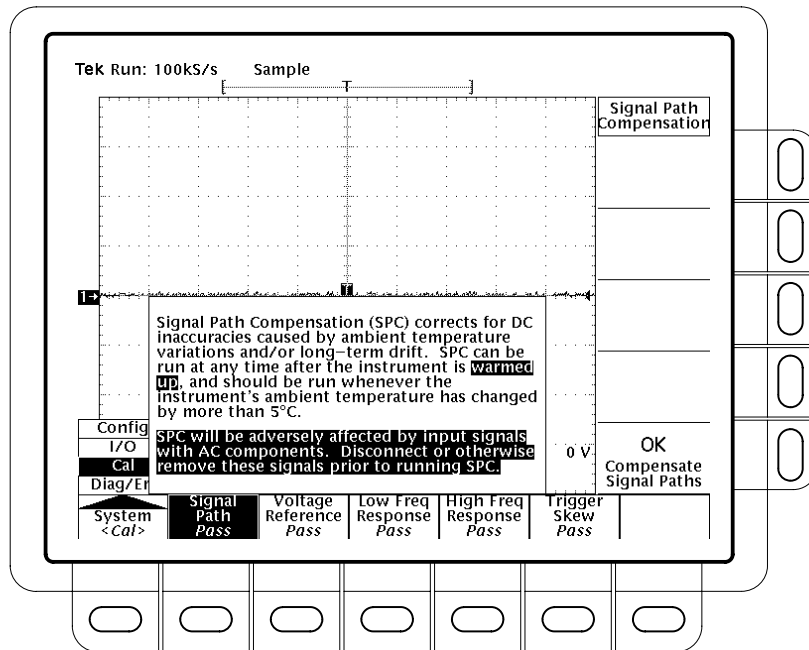 Tek Run: 100kS/s Sample
T
Signal Path
Compensation
T
1→
Signal Path Compensation (SPC) corrects for DC
inaccuracies caused by ambient temperature
variations and/or long–term drift. SPC can be
run at any time after the instrument is warmed
up, and should be run whenever the
instrument's ambient temperature has changed
by more than 5°C.
SPC will be adversely affected by input signals
with AC components. Disconnect or otherwise
remove these signals prior to running SPC.
0 V
Config
I/O
Cal
Diag/Er
OK
Compensate
Signal Paths
System
<Cal>
Signal
Path
Pass
Voltage
Reference
Pass
Low Freq
Response
Pass
High Freq
Response
Pass
Trigger
Skew
Pass